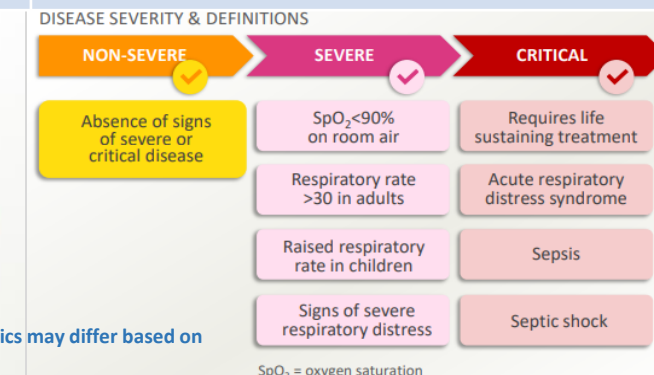 DISEASE SEVERITY & DEFINITIONS
NON-SEVERE
SEVERE
CRITICAL
Absence of signs
of severe or
critical disease
SpO₂<90%
on room air
Respiratory rate
>30 in adults
Raised respiratory
rate in children
Signs of severe
respiratory distress
Requires life
sustaining treatment
Acute respiratory
distress syndrome
Sepsis
Septic shock
may differ based on
SpO₂ = oxygen saturation